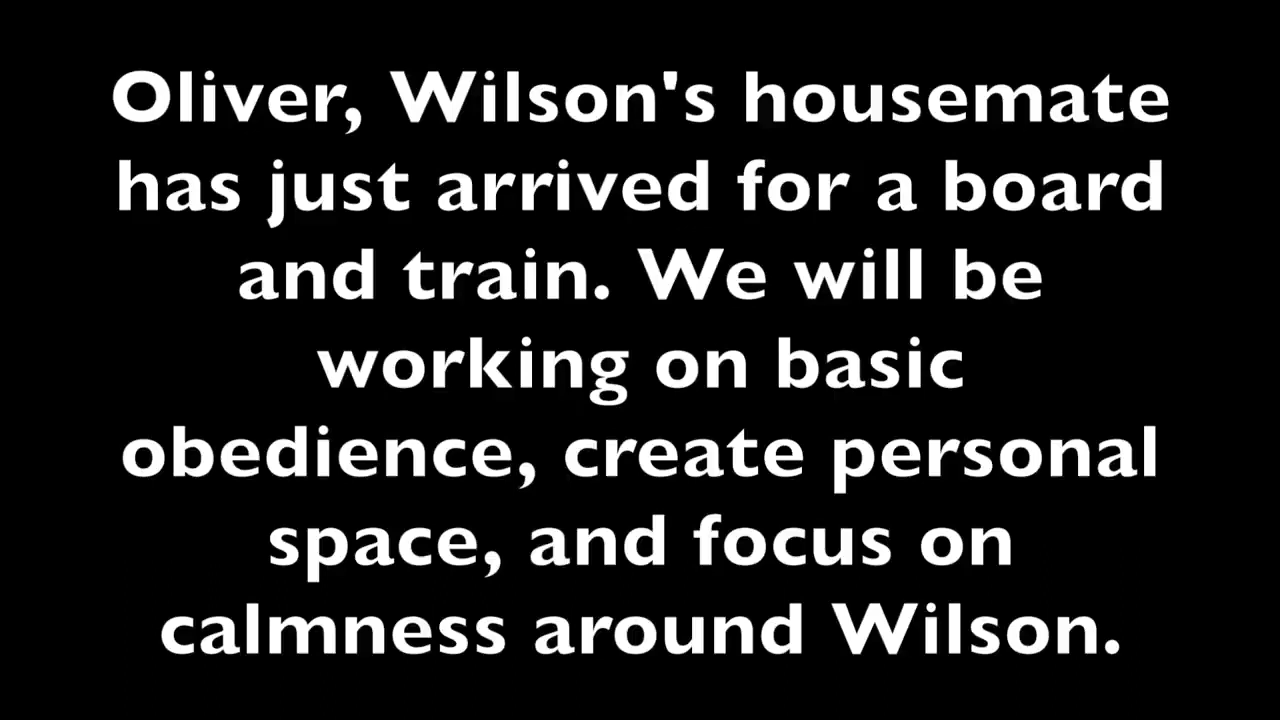 Oliver, Wilson's housemate
has just arrived for a board
and train. We will be
working on basic
obedience, create personal
space, and focus on
calmness around Wilson.